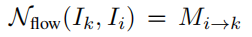 𝒩_flow(I_k, I_i) = M_{i→k}